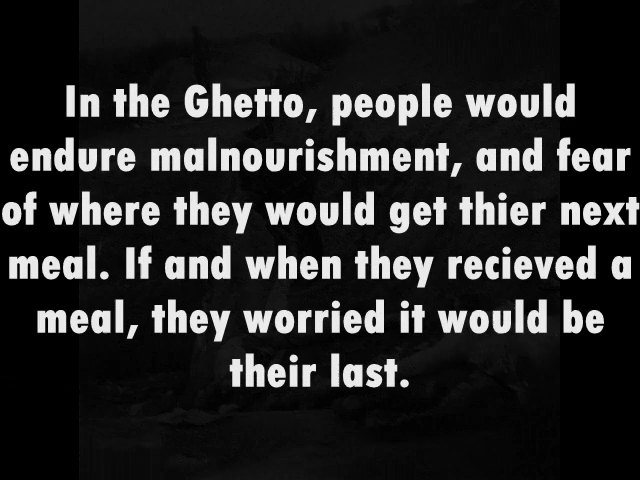 In the Ghetto, people would
endure malnourishment, and fear
of where they would get thier next
meal. If and when they recieved a
meal, they worried it would be
their last.